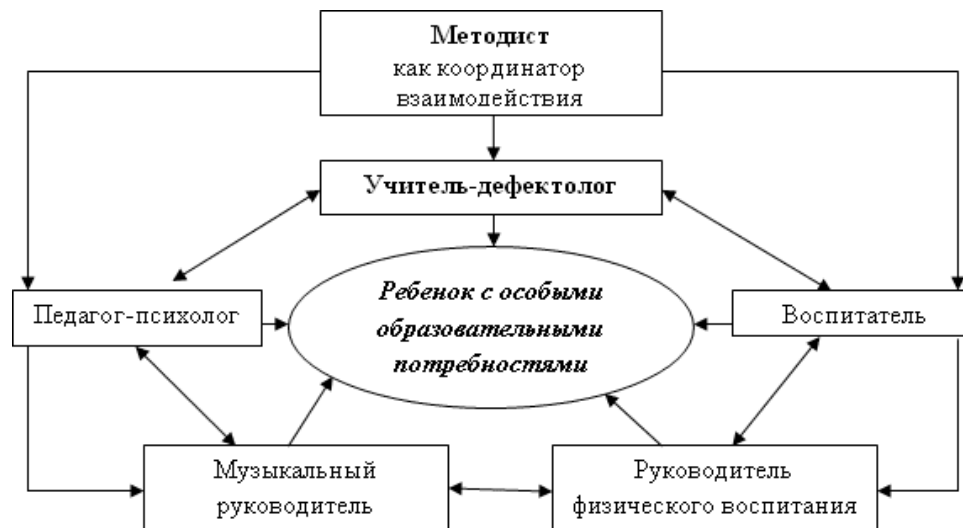 Методист
как координатор
взаимодействия
Учитель-дефектолог
Ребенок с особыми
образовательными
потребностями
Педагог-психолог
Воспитатель
Музыкальный
руководитель
Руководитель
физического воспитания